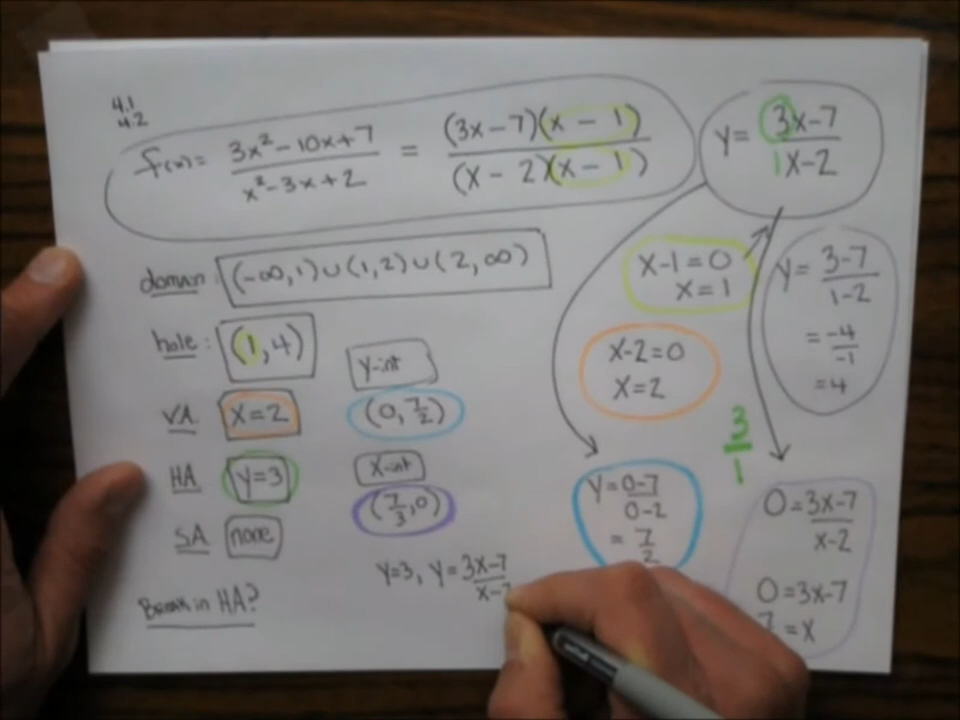 4.1
4.2
f(x) = 3x² - 10x + 7 / x² - 3x + 2 = (3x - 7)(x - 1) / (x - 2)(x - 1)
y = 3x - 7 / 1x - 2
domain: (-∞, 1) ∪ (1, 2) ∪ (2, ∞)
x - 1 = 0
x = 1
y = 3 - 7 / 1 - 2
= -4 / -1
= 4
hole: (1, 4)
x - 2 = 0
x = 2
y-int
(0, 7/2)
VA x = 2
3 / 1
HA y = 3
x-int
(7/3, 0)
y = 0 - 7 / 0 - 2
= 7 / 2
0 = 3x - 7 / x - 2
0 = 3x - 7
= x
SA none
y = 3, y = 3x - 7 / x -
Break in HA?